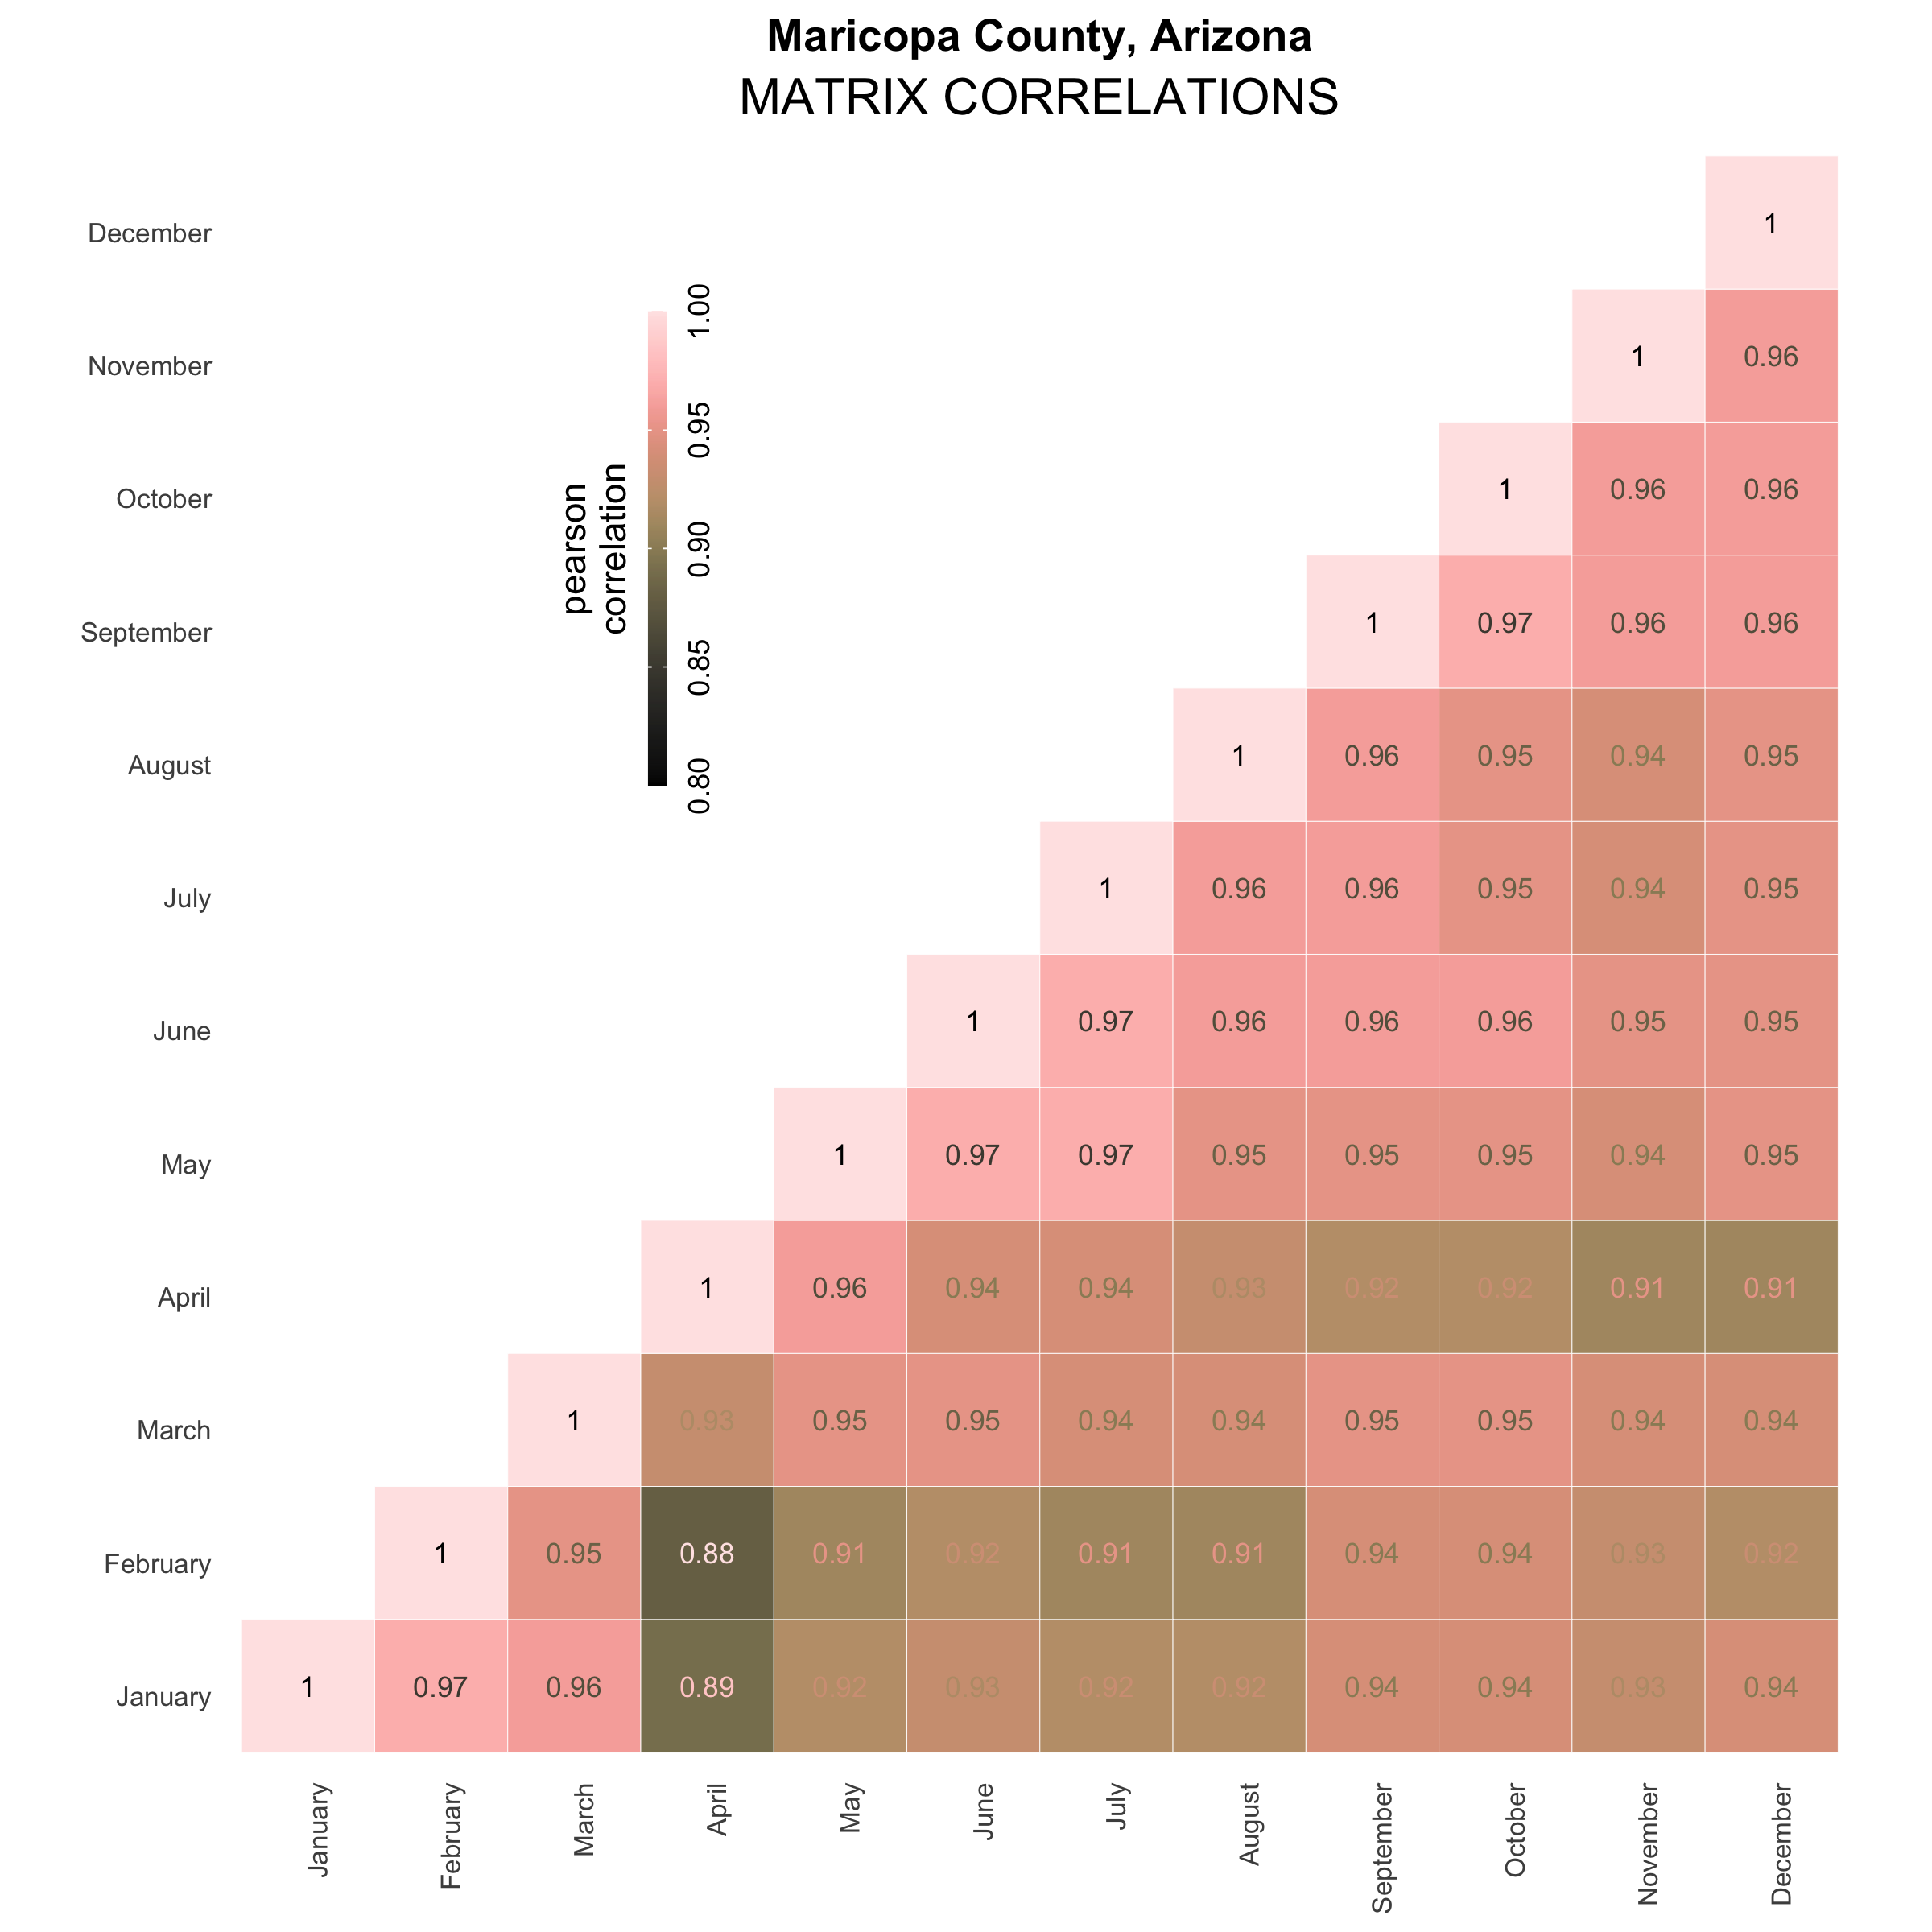 Maricopa County, Arizona
MATRIX CORRELATIONS
pearson
correlation
1.00
0.95
0.90
0.85
0.80
December 1
November 1 0.96
October 1 0.96 0.96
September 1 0.97 0.96 0.96
August 1 0.96 0.95 0.94 0.95
July 1 0.96 0.96 0.95 0.94 0.95
June 1 0.97 0.96 0.96 0.96 0.95 0.95
May 1 0.97 0.97 0.95 0.95 0.95 0.94 0.95
April 1 0.96 0.94 0.94 0.93 0.92 0.92 0.91 0.91
March 1 0.93 0.95 0.95 0.94 0.94 0.95 0.95 0.94 0.94
February 1 0.95 0.88 0.91 0.92 0.91 0.91 0.94 0.94 0.93 0.92
January 1 0.97 0.96 0.89 0.92 0.93 0.92 0.92 0.94 0.94 0.93 0.94
January February March April May June July August September October November December